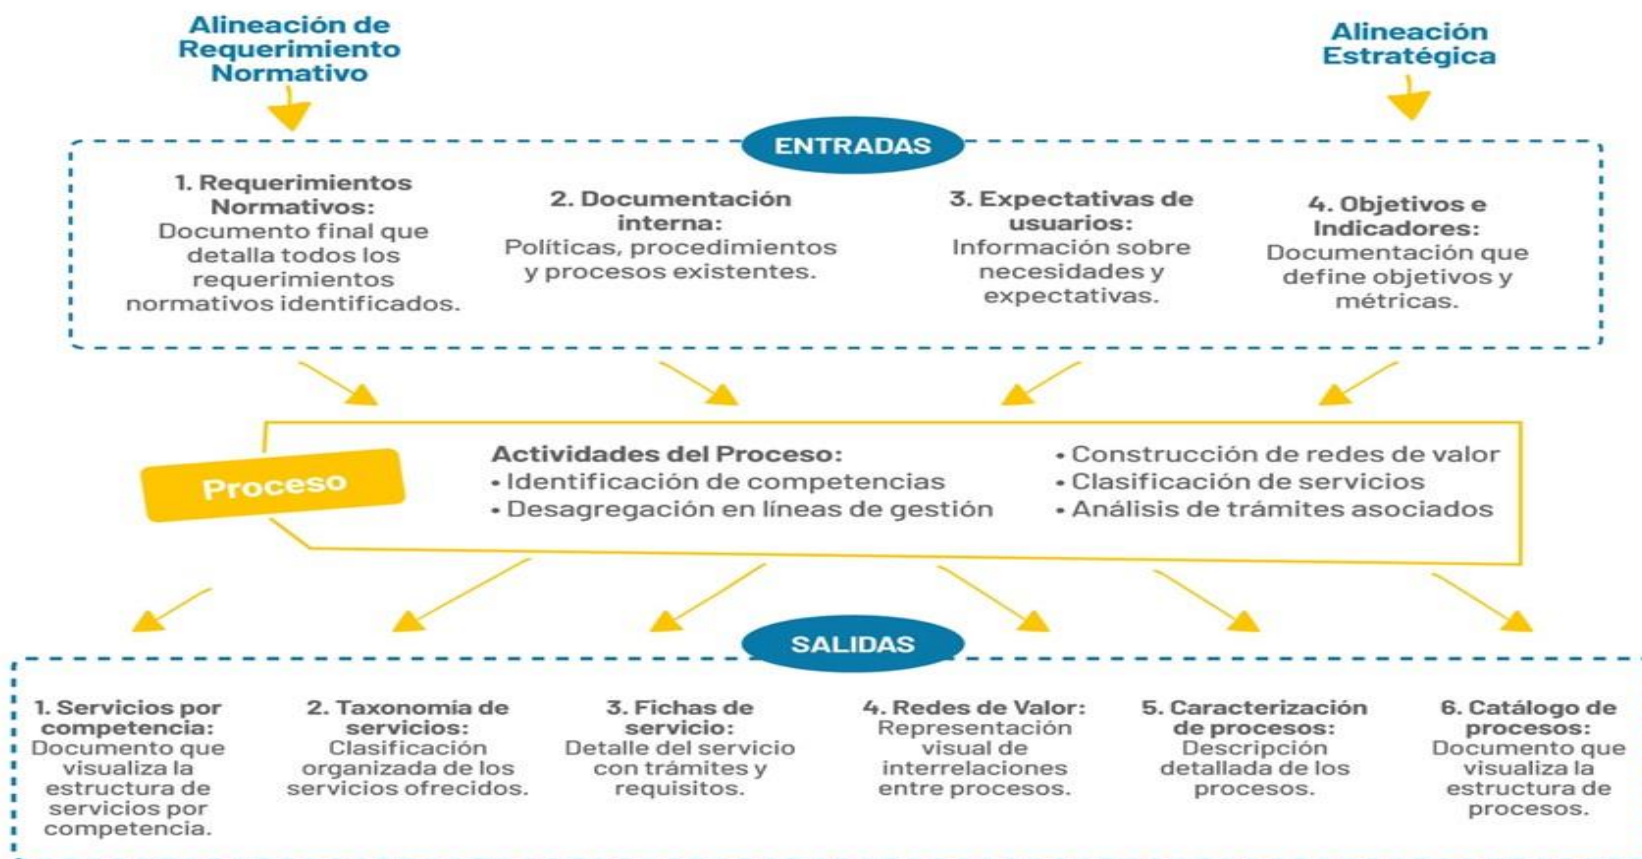 Alineación de
Requerimiento
Normativo
Alineación
Estratégica
ENTRADAS
1. Requerimientos
Normativos:
Documento final que
detalla todos los
requerimientos
normativos identificados.
2. Documentación
interna:
Políticas, procedimientos
y procesos existentes.
3. Expectativas de
usuarios:
Información sobre
necesidades y
expectativas.
4. Objetivos e
Indicadores:
Documentación que
define objetivos y
métricas.
Proceso
Actividades del Proceso:
• Identificación de competencias
• Desagregación en líneas de gestión
• Construcción de redes de valor
• Clasificación de servicios
• Análisis de trámites asociados
SALIDAS
1. Servicios por
competencia:
Documento que
visualiza la
estructura de
servicios por
competencia.
2. Taxonomía de
servicios:
Clasificación
organizada de los
servicios ofrecidos.
3. Fichas de
servicio:
Detalle del servicio
con trámites y
requisitos.
4. Redes de Valor:
Representación
visual de
interrelaciones
entre procesos.
5. Caracterización
de procesos:
Descripción
detallada de los
procesos.
6. Catálogo de
procesos:
Documento que
visualiza la
estructura de
procesos.